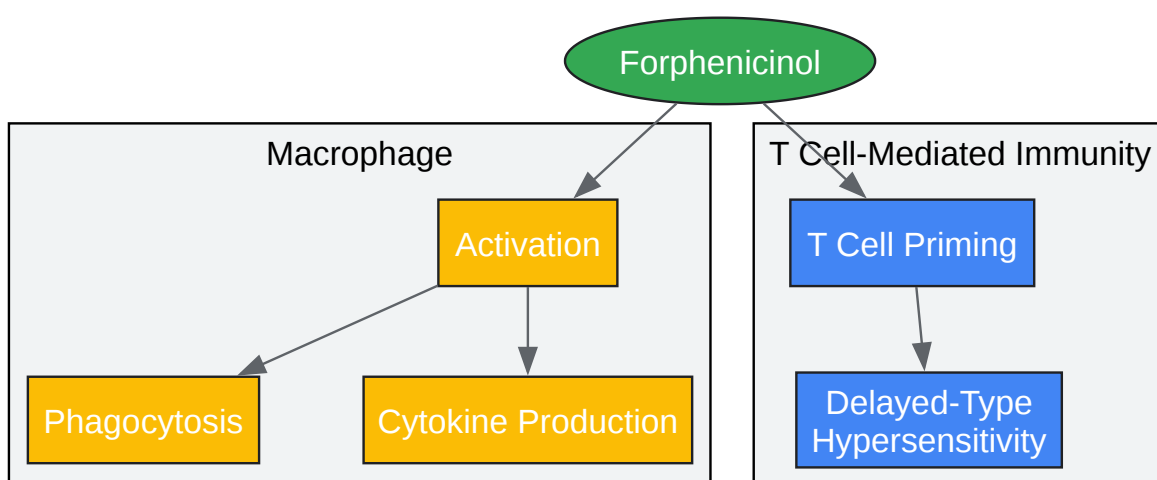 Forphenicinol
Macrophage
T Cell-Mediated Immunity
Activation
T Cell Priming
Phagocytosis
Cytokine Production
Delayed-Type
Hypersensitivity